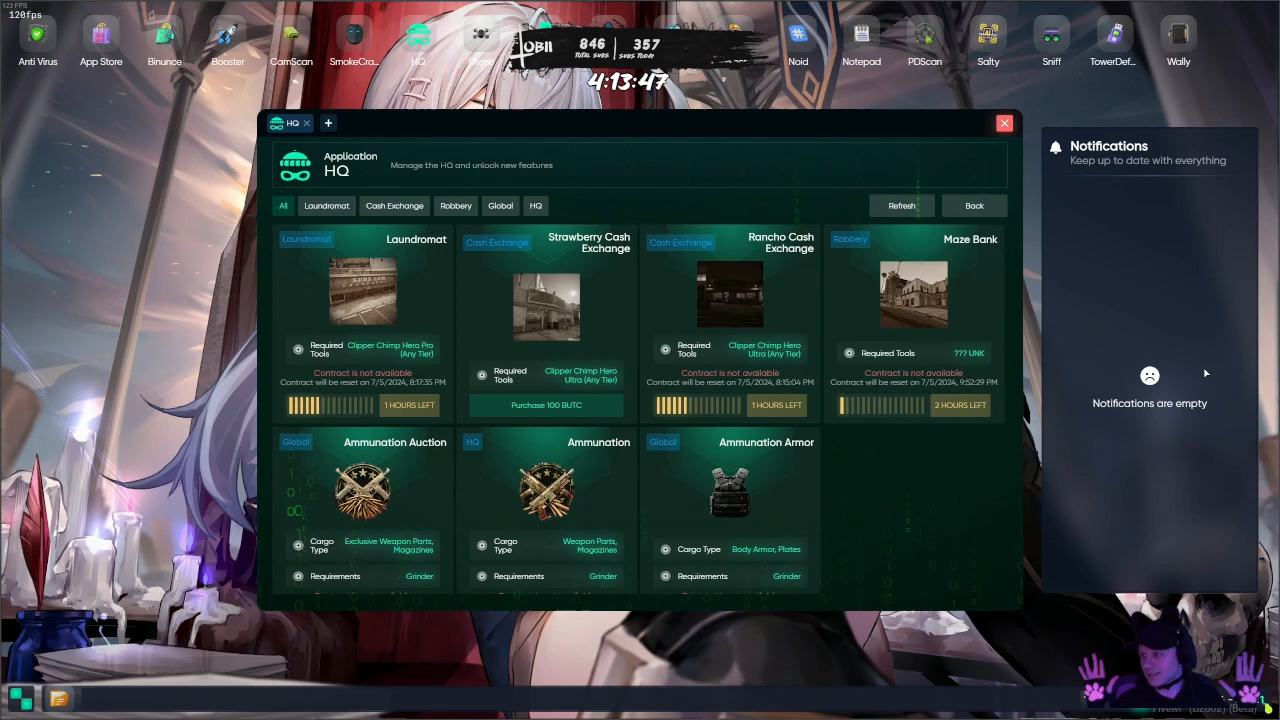 123 FPS
120fps
Anti Virus
App Store
Binunce
Booster
CamScan
SmokeCra...
HQ
Drone
Noid
Notepad
PDScan
Salty
Sniff
TowerDef...
Wally
846
TOTAL SUBS
357
SUBS TODAY
4:13:47
HQ
Application
HQ
Manage the HQ and unlock new features
All
Laundromat
Cash Exchange
Robbery
Global
HQ
Refresh
Back
Laundromat
Laundromat
Required
Tools
Clipper Chimp Hero Pro
(Any Tier)
Contract is not available
Contract will be reset on 7/5/2024, 8:17:35 PM
1 HOURS LEFT
Cash Exchange
Strawberry Cash
Exchange
Required
Tools
Clipper Chimp Hero
Ultra (Any Tier)
Purchase 100 BUTC
Cash Exchange
Rancho Cash
Exchange
Required
Tools
Clipper Chimp Hero
Ultra (Any Tier)
Contract is not available
Contract will be reset on 7/5/2024, 8:15:04 PM
1 HOURS LEFT
Robbery
Maze Bank
Required Tools
??? UNK
Contract is not available
Contract will be reset on 7/5/2024, 9:52:29 PM
2 HOURS LEFT
Global
Ammunation Auction
Cargo
Type
Exclusive Weapon Parts,
Magazines
Requirements
Grinder
HQ
Ammunation
Cargo
Type
Weapon Parts,
Magazines
Requirements
Grinder
Global
Ammunation Armor
Cargo Type
Body Armor, Plates
Requirements
Grinder
Notifications
Keep up to date with everything
Notifications are empty